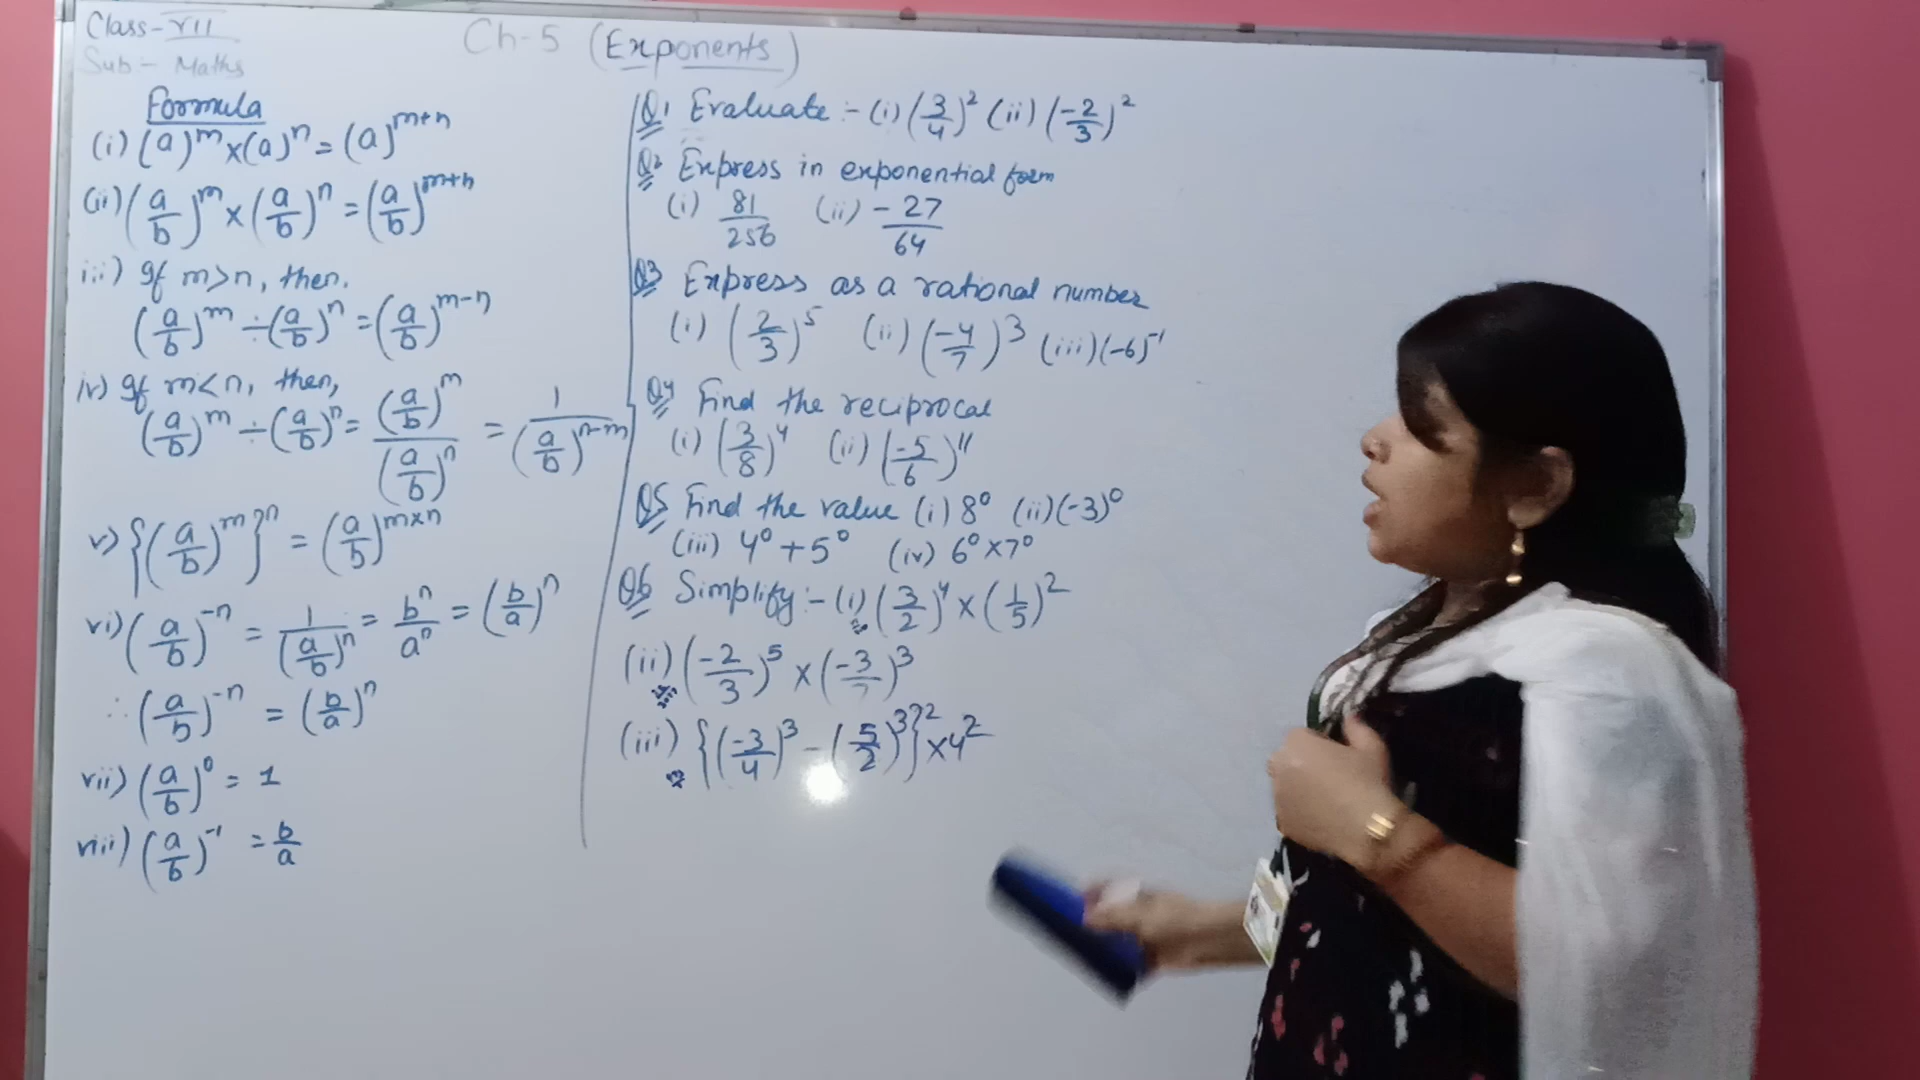 Class-VII
Sub- Maths
Ch-5 (Exponents)
Formula
(i) (a)^m×(a)^n=(a)^m+n
(ii) (a/b)^m×(a/b)^n=(a/b)^m+n
iii) If m>n, then.
(a/b)^m÷(a/b)^n=(a/b)^m-n
iv) If m<n, then,
(a/b)^m÷(a/b)^n=(a/b)^m/(a/b)^n=1/(a/b)^n-m
v) {(a/b)^m}^n=(a/b)^m×n
vi) (a/b)^-n=1/(a/b)^n=b^n/a^n=(b/a)^n
∴ (a/b)^-n=(b/a)^n
vii) (a/b)^0=1
viii) (a/b)^-1=b/a
Q1 Evaluate:- (i) (3/4)^2 (ii) (-2/3)^2
Q2 Express in exponential form
(i) 81/256 (ii) -27/64
Q3 Express as a rational number
(i) (2/3)^5 (ii) (-4/7)^3 (iii) (-6)^-1
Q4 Find the reciprocal
(i) (3/8)^4 (ii) (-5/6)^11
Q5 Find the value (i) 8^0 (ii) (-3)^0
(iii) 4^0+5^0 (iv) 6^0×7^0
Q6 Simplify:- (i) (3/2)^4×(1/5)^2
(ii) (-2/3)^5×(-3/ )^3
(iii) {(-3/4)^3-(5/2)^3}^2×4^2